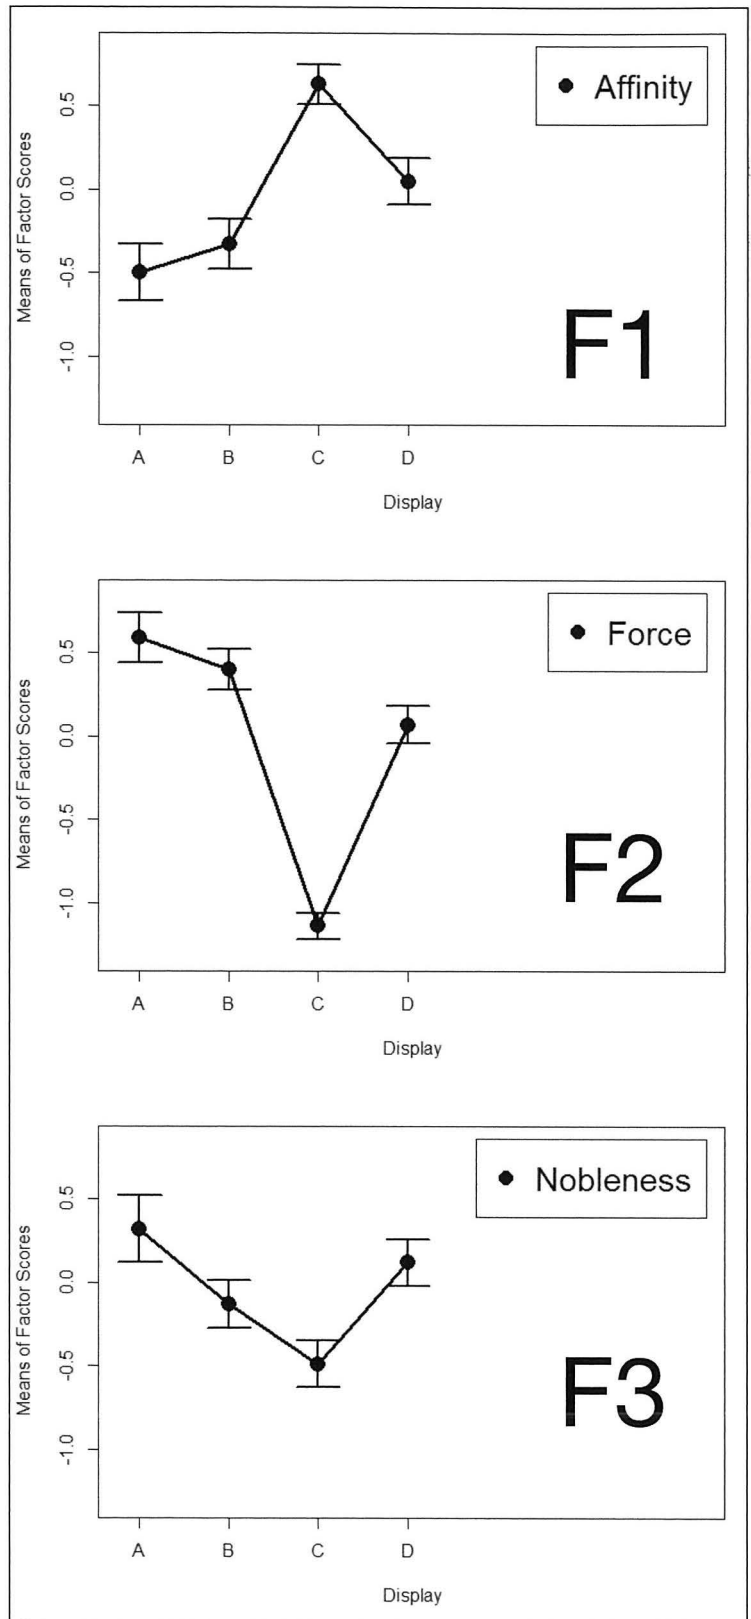 Affinity
Means of Factor Scores
0.5
0.0
-0.5
-1.0
F1
A B C D
Display
Force
Means of Factor Scores
0.5
0.0
-0.5
-1.0
F2
A B C D
Display
Nobleness
Means of Factor Scores
0.5
0.0
-0.5
-1.0
F3
A B C D
Display